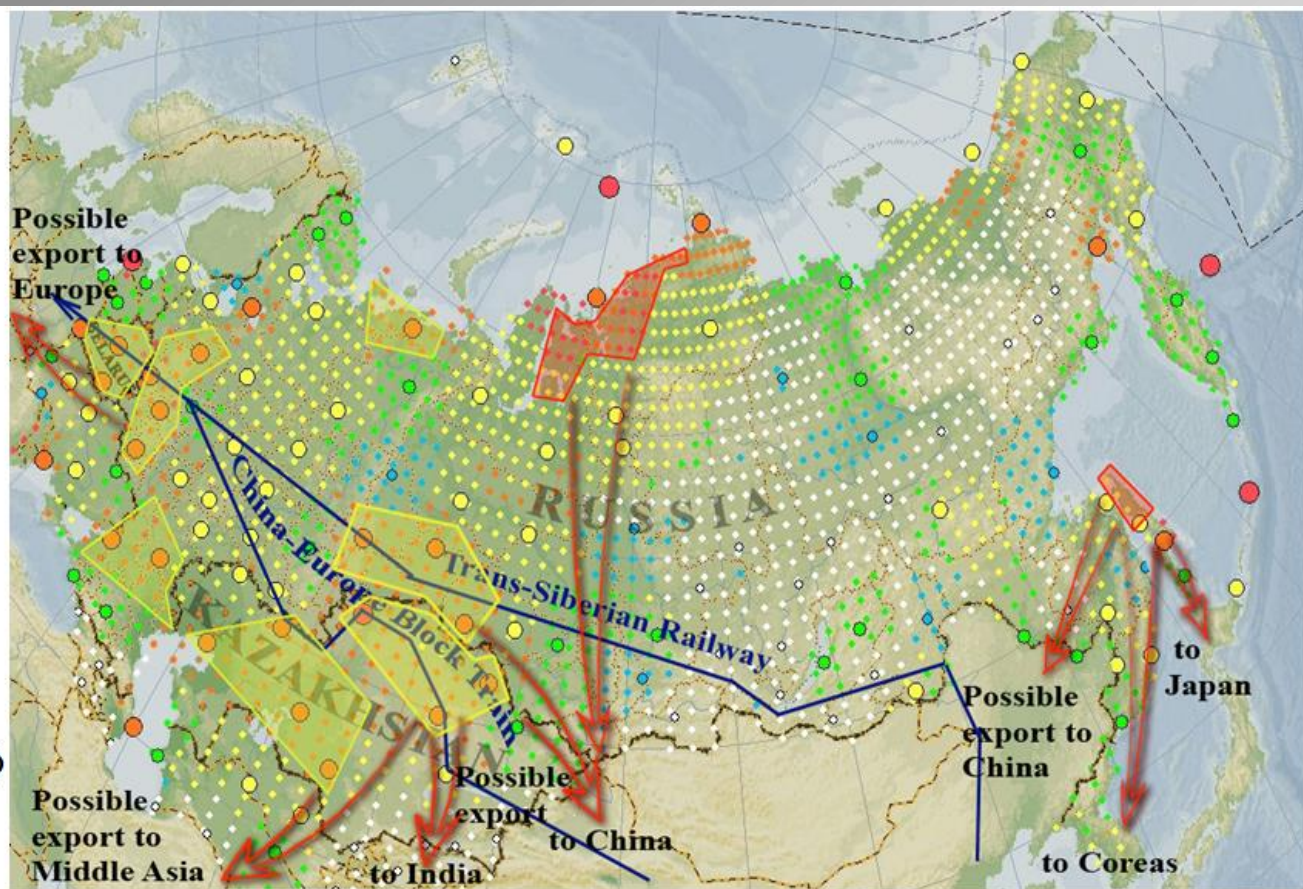 Possible
export to
Europe
RUSSIA
China-Europe Block Train
Trans-Siberian Railway
KAZAKHSTAN
Possible
export to
Middle Asia
to India
Possible
export
to China
Possible
export to
China
to Coreas
to
Japan